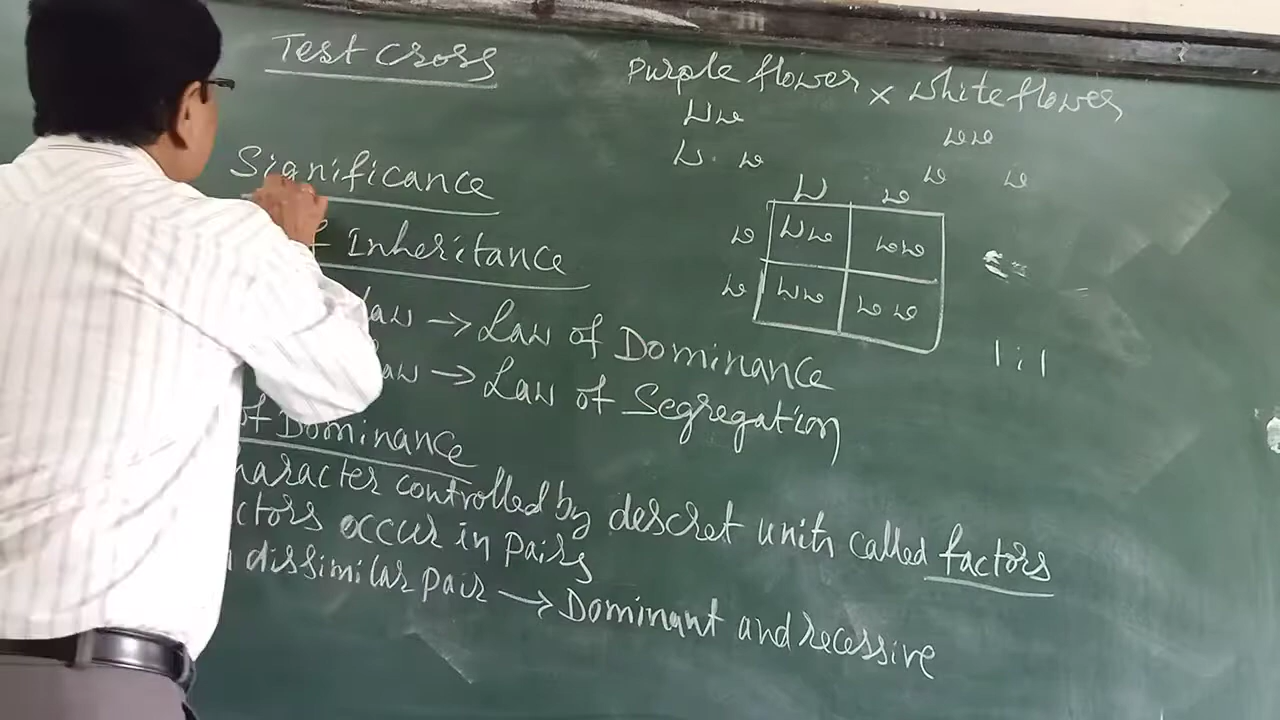 Test cross
Significance
f Inheritance
law → Law of Dominance
law → Law of Segregation
of Dominance
haracter controlled by descret units called factors
ctors occur in pairs
dissimilar pair → Dominant and recessive
Purple flower × white flower
Ww
ww
W . w
w w
W w
w Ww ww
w Ww ww
1:1